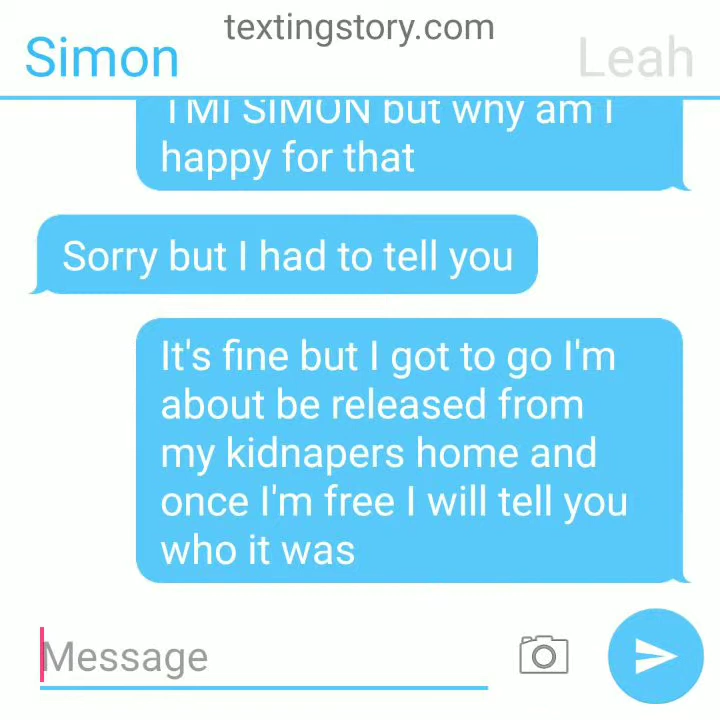 textingstory.com
Simon
Leah
IMI SIMON but why am I
happy for that
Sorry but I had to tell you
It's fine but I got to go I'm
about be released from
my kidnapers home and
once I'm free I will tell you
who it was
Message